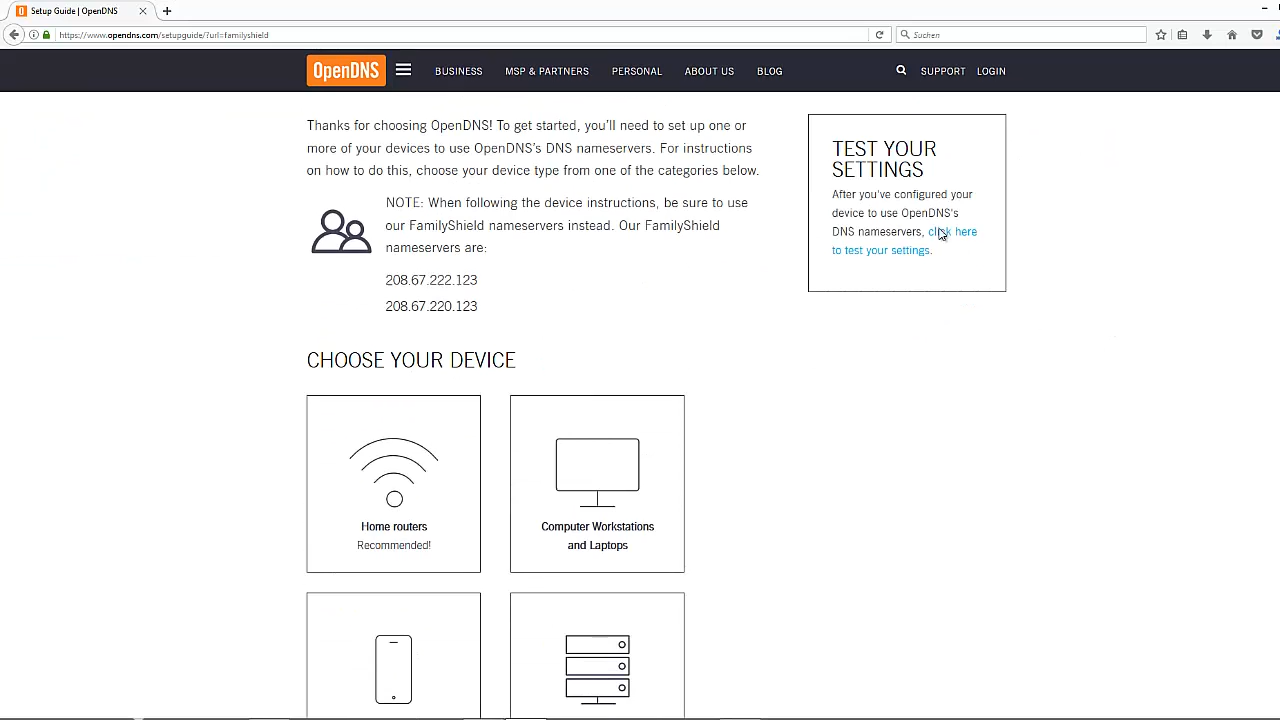 Setup Guide | OpenDNS
https://www.opendns.com/setupguide/?url=familyshield
Suchen
OpenDNS
BUSINESS
MSP & PARTNERS
PERSONAL
ABOUT US
BLOG
SUPPORT
LOGIN
Thanks for choosing OpenDNS! To get started, you'll need to set up one or
more of your devices to use OpenDNS's DNS nameservers. For instructions
on how to do this, choose your device type from one of the categories below.
NOTE: When following the device instructions, be sure to use
our FamilyShield nameservers instead. Our FamilyShield
nameservers are:
208.67.222.123
208.67.220.123
TEST YOUR
SETTINGS
After you've configured your
device to use OpenDNS's
DNS nameservers, click here
to test your settings.
CHOOSE YOUR DEVICE
Home routers
Recommended!
Computer Workstations
and Laptops